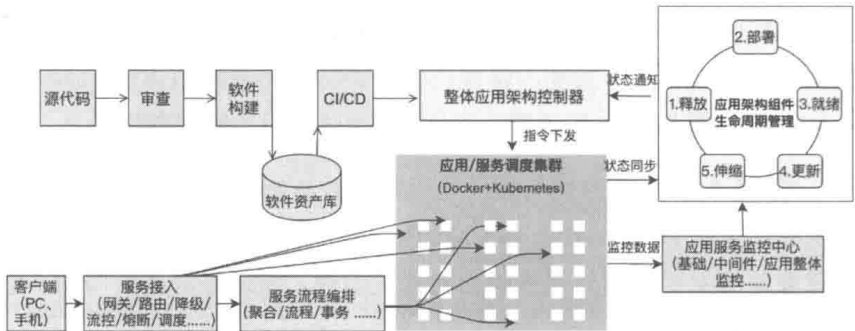 源代码
审查
软件
构建
软件资产库
CI/CD
整体应用架构控制器
状态通知
指令下发
2.部署
1.释放
应用架构组件
生命周期管理
3.就绪
5.伸缩
4.更新
应用/服务调度集群
(Docker+Kubernetes)
状态同步
监控数据
应用服务监控中心
(基础/中间件/应用整体
监控……)
客户端
(PC、
手机)
服务接入
(网关/路由/降级/
流控/熔断/调度……)
服务流程编排
(聚合/流程/事务 ……)